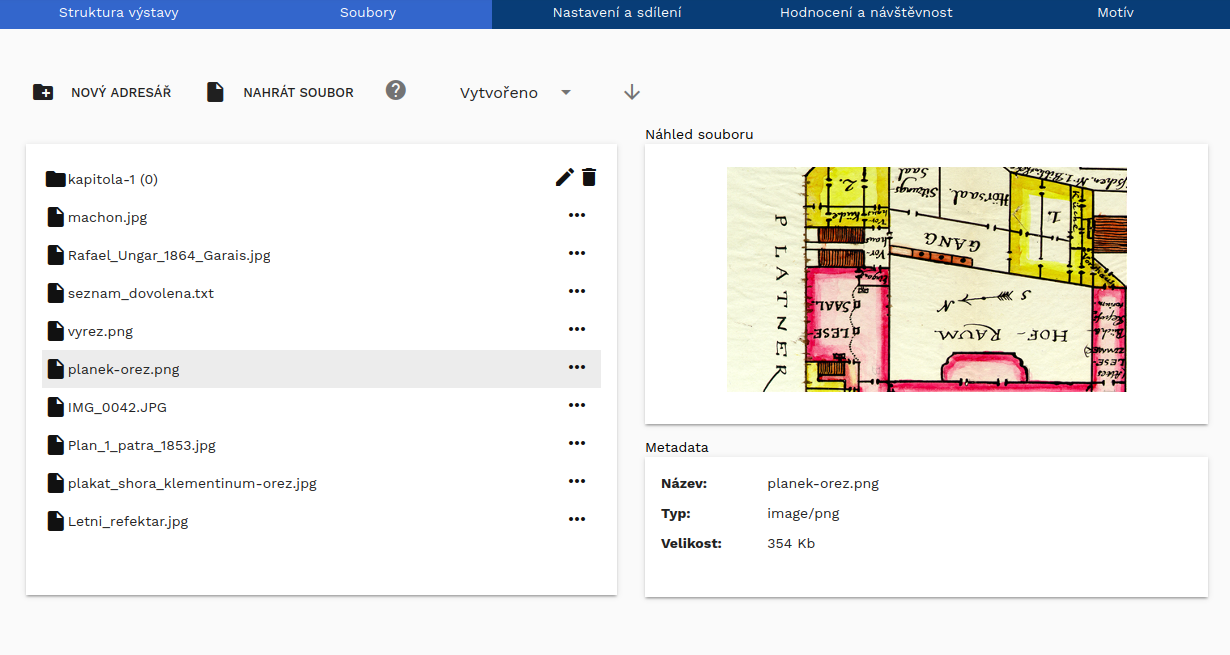 Struktura výstavy
Soubory
Nastavení a sdílení
Hodnocení a návštěvnost
Motív
NOVÝ ADRESÁŘ
NAHRÁT SOUBOR
?
Vytvořeno
kapitola-1 (0)
machon.jpg
Rafael_Ungar_1864_Garais.jpg
seznam_dovolena.txt
vyrez.png
planek-orez.png
IMG_0042.JPG
Plan_1_patra_1853.jpg
plakat_shora_klementinum-orez.jpg
Letni_refektar.jpg
Náhled souboru
2.
Saal
Sitzungs
Hörsaal.
1.
Küche
GANG
PLATNER
SAAL.
LESE
N
S
HOF-RAUM.
Metadata
Název:
planek-orez.png
Typ:
image/png
Velikost:
354 Kb